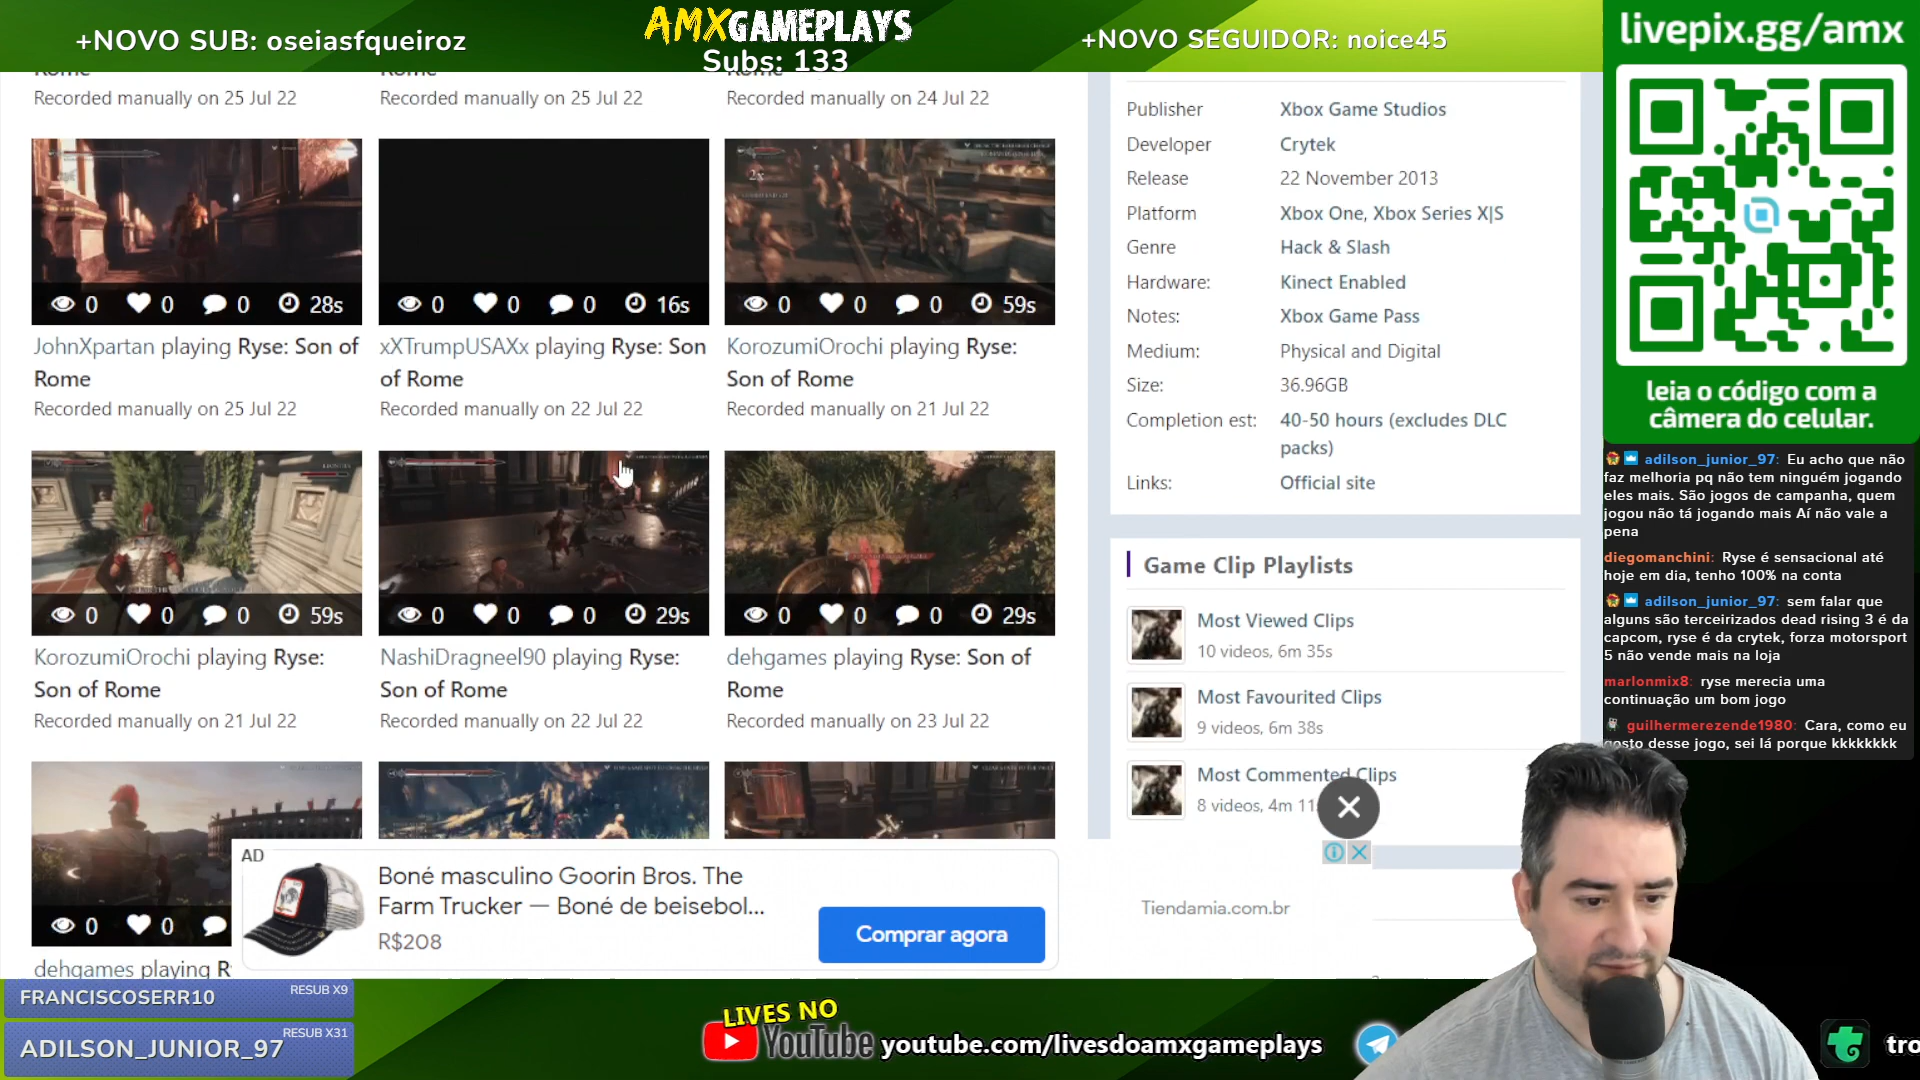 +NOVO SUB: oseiasfqueiroz
AMXGAMEPLAYS
Subs: 133
+NOVO SEGUIDOR: noice45
livepix.gg/amx
leia o código com a
câmera do celular.
Rome
Rome
Rome
Recorded manually on 25 Jul 22
Recorded manually on 25 Jul 22
Recorded manually on 24 Jul 22
2x
0 0 0 28s
0 0 0 16s
0 0 0 59s
JohnXpartan playing Ryse: Son of
Rome
Recorded manually on 25 Jul 22
xXTrumpUSAXx playing Ryse: Son
of Rome
Recorded manually on 22 Jul 22
KorozumiOrochi playing Ryse:
Son of Rome
Recorded manually on 21 Jul 22
0 0 0 59s
0 0 0 29s
0 0 0 29s
KorozumiOrochi playing Ryse:
Son of Rome
Recorded manually on 21 Jul 22
NashiDragneel90 playing Ryse:
Son of Rome
Recorded manually on 22 Jul 22
dehgames playing Ryse: Son of
Rome
Recorded manually on 23 Jul 22
0 0
dehgames playing R
Publisher Xbox Game Studios
Developer Crytek
Release 22 November 2013
Platform Xbox One, Xbox Series X|S
Genre Hack & Slash
Hardware: Kinect Enabled
Notes: Xbox Game Pass
Medium: Physical and Digital
Size: 36.96GB
Completion est: 40-50 hours (excludes DLC
packs)
Links: Official site
Game Clip Playlists
Most Viewed Clips
10 videos, 6m 35s
Most Favourited Clips
9 videos, 6m 38s
Most Commented Clips
8 videos, 4m 11
AD
Boné masculino Goorin Bros. The
Farm Trucker — Boné de beisebol...
R$208
Comprar agora
Tiendamia.com.br
adilson_junior_97: Eu acho que não
faz melhoria pq não tem ninguém jogando
eles mais. São jogos de campanha, quem
jogou não tá jogando mais Aí não vale a
pena
diegomanchini: Ryse é sensacional até
hoje em dia, tenho 100% na conta
adilson_junior_97: sem falar que
alguns são terceirizados dead rising 3 é da
capcom, ryse é da crytek, forza motorsport
5 não vende mais na loja
marlonmix8: ryse merecia uma
continuação um bom jogo
guilhermerezende1980: Cara, como eu
gosto desse jogo, sei lá porque kkkkkkkk
FRANCISCOSERR10 RESUB X9
ADILSON_JUNIOR_97 RESUB X31
LIVES NO
YouTube youtube.com/livesdoamxgameplays
tro